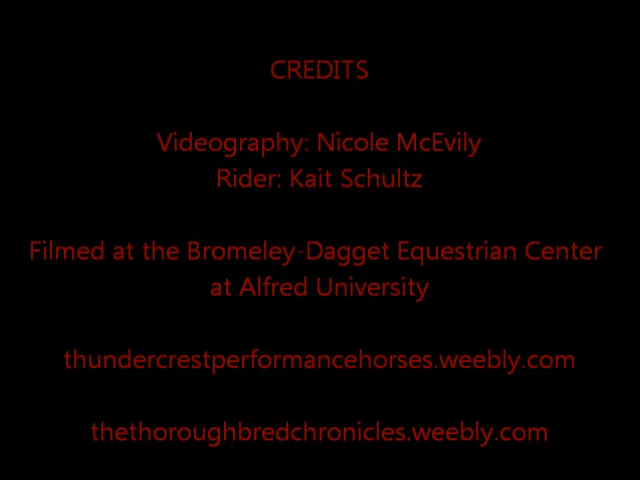 CREDITS
Videography: Nicole McEvily
Rider: Kait Schultz
Filmed at the Bromeley-Dagget Equestrian Center
at Alfred University
thundercrestperformancehorses.weebly.com
thethoroughbredchronicles.weebly.com